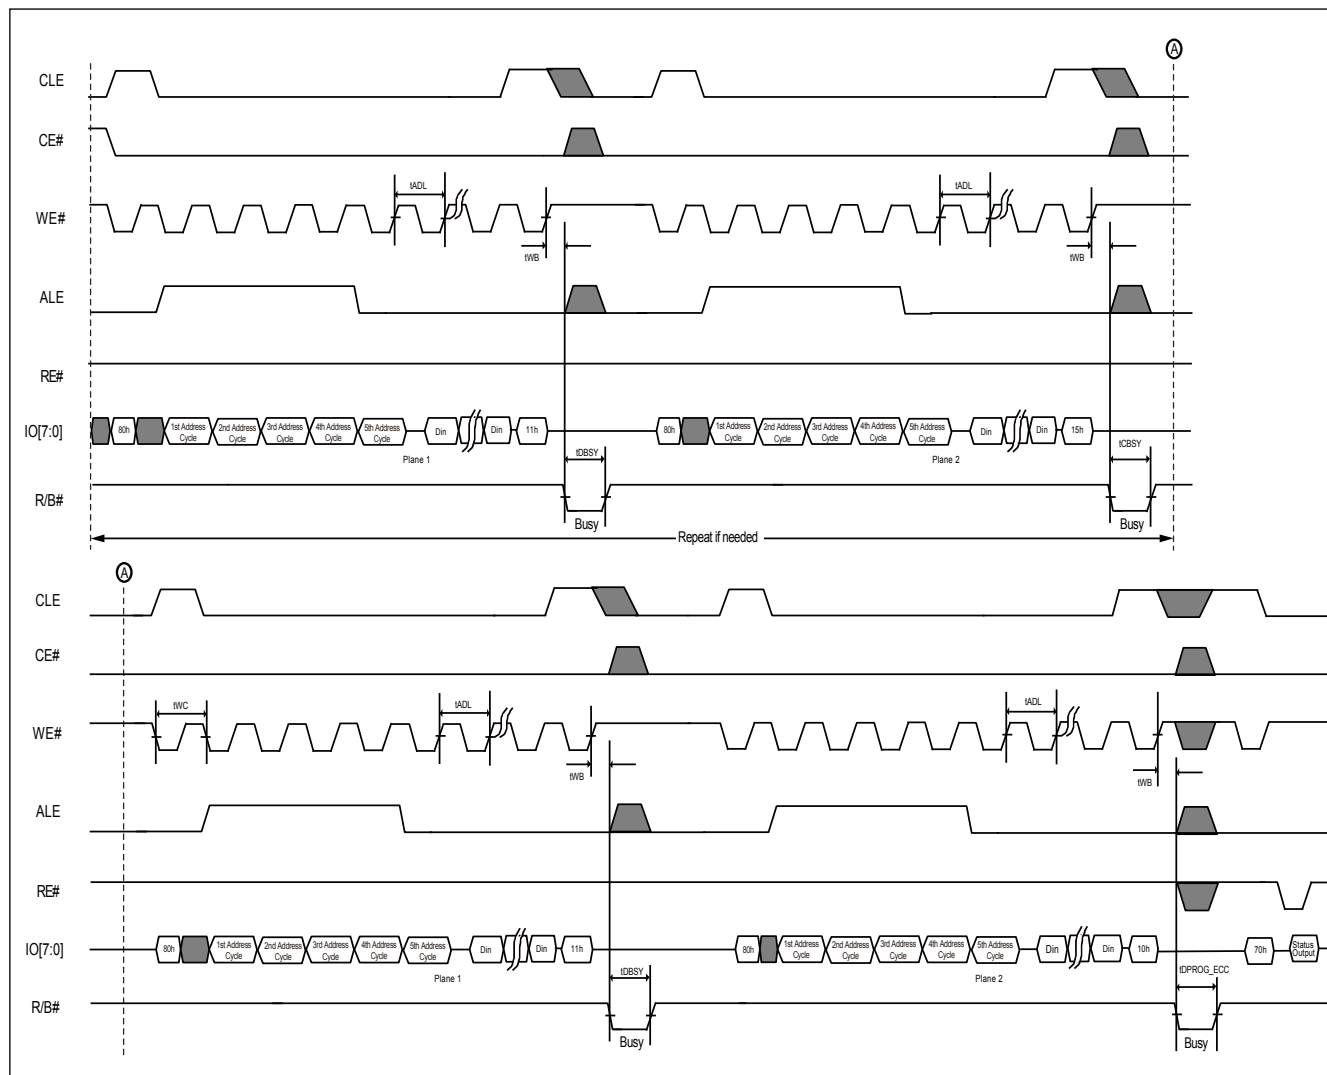 A
CLE
CE#
tADL
tADL
WE#
tWB
tWB
ALE
RE#
IO[7:0]
80h
1st Address Cycle
2nd Address Cycle
3rd Address Cycle
4th Address Cycle
5th Address Cycle
Din
Din
11h
80h
1st Address Cycle
2nd Address Cycle
3rd Address Cycle
4th Address Cycle
5th Address Cycle
Din
Din
15h
Plane 1
tDBSY
Plane 2
tCBSY
R/B#
Busy
Busy
Repeat if needed
A
CLE
CE#
tWC
tADL
tADL
WE#
tWB
tWB
ALE
RE#
IO[7:0]
80h
1st Address Cycle
2nd Address Cycle
3rd Address Cycle
4th Address Cycle
5th Address Cycle
Din
Din
11h
80h
1st Address Cycle
2nd Address Cycle
3rd Address Cycle
4th Address Cycle
5th Address Cycle
Din
Din
10h
70h
Status Output
Plane 1
tDBSY
Plane 2
tDPROG_ECC
R/B#
Busy
Busy